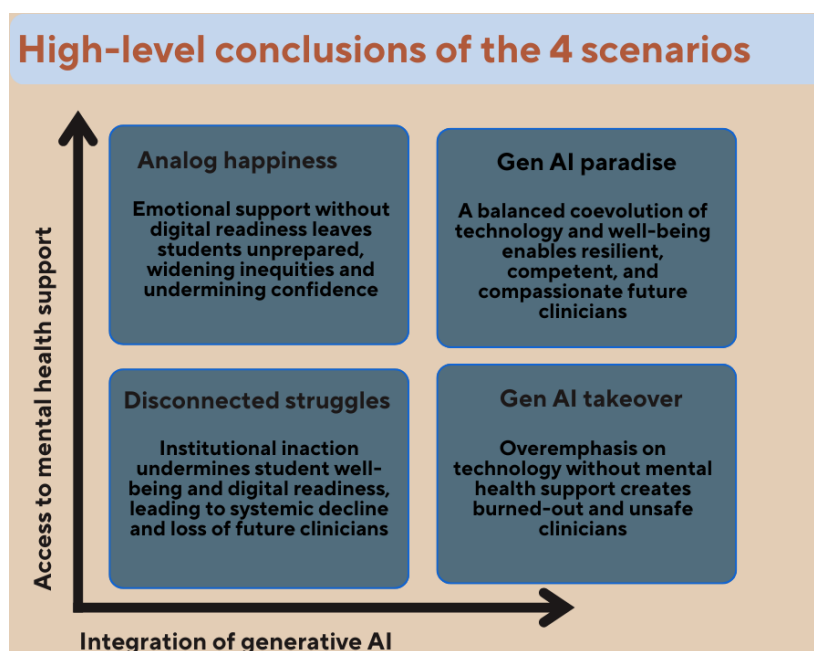 High-level conclusions of the 4 scenarios
Access to mental health support
Analog happiness
Emotional support without
digital readiness leaves
students unprepared,
widening inequities and
undermining confidence
Gen AI paradise
A balanced coevolution of
technology and well-being
enables resilient,
competent, and
compassionate future
clinicians
Disconnected struggles
Institutional inaction
undermines student well-
being and digital readiness,
leading to systemic decline
and loss of future clinicians
Gen AI takeover
Overemphasis on
technology without mental
health support creates
burned-out and unsafe
clinicians
Integration of generative AI